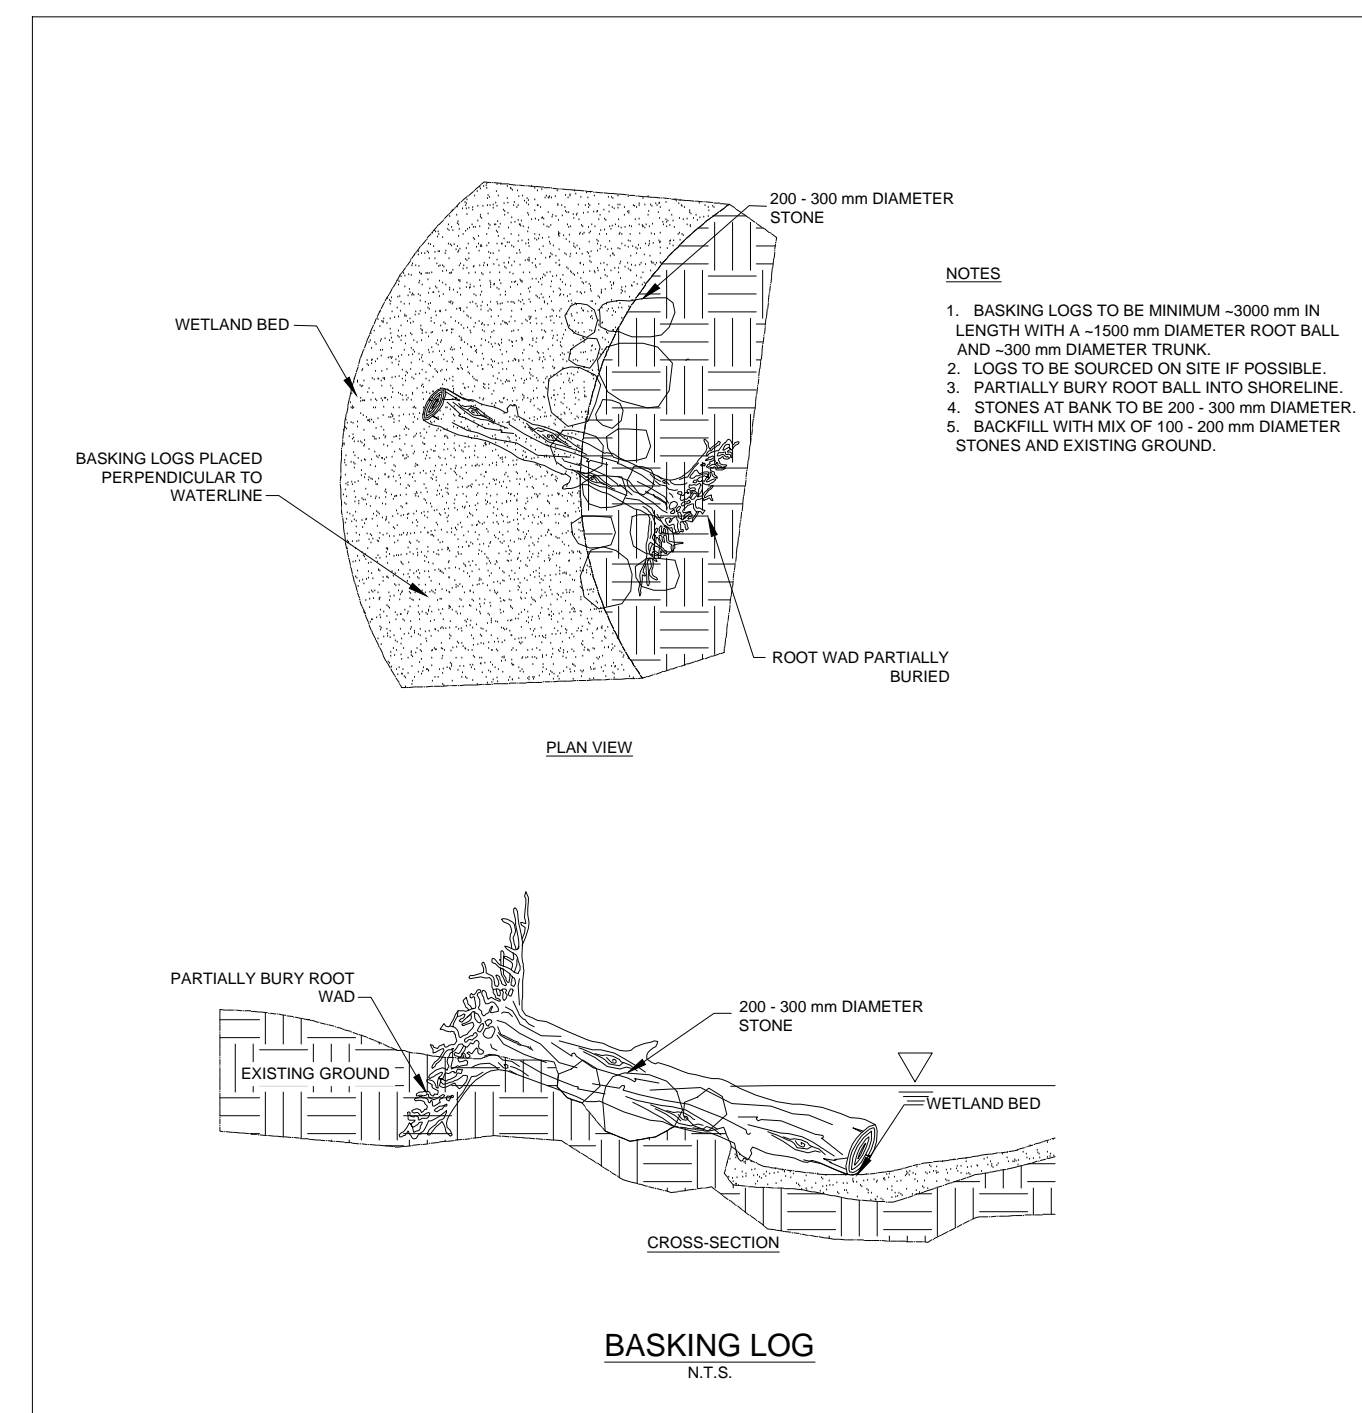 200 - 300 mm DIAMETER
STONE
WETLAND BED
BASKING LOGS PLACED
PERPENDICULAR TO
WATERLINE
ROOT WAD PARTIALLY
BURIED
PLAN VIEW
NOTES
1. BASKING LOGS TO BE MINIMUM ~3000 mm IN
LENGTH WITH A ~1500 mm DIAMETER ROOT BALL
AND ~300 mm DIAMETER TRUNK.
2. LOGS TO BE SOURCED ON SITE IF POSSIBLE.
3. PARTIALLY BURY ROOT BALL INTO SHORELINE.
4. STONES AT BANK TO BE 200 - 300 mm DIAMETER.
5. BACKFILL WITH MIX OF 100 - 200 mm DIAMETER
STONES AND EXISTING GROUND.
PARTIALLY BURY ROOT
WAD
200 - 300 mm DIAMETER
STONE
EXISTING GROUND
WETLAND BED
CROSS-SECTION
BASKING LOG
N.T.S.